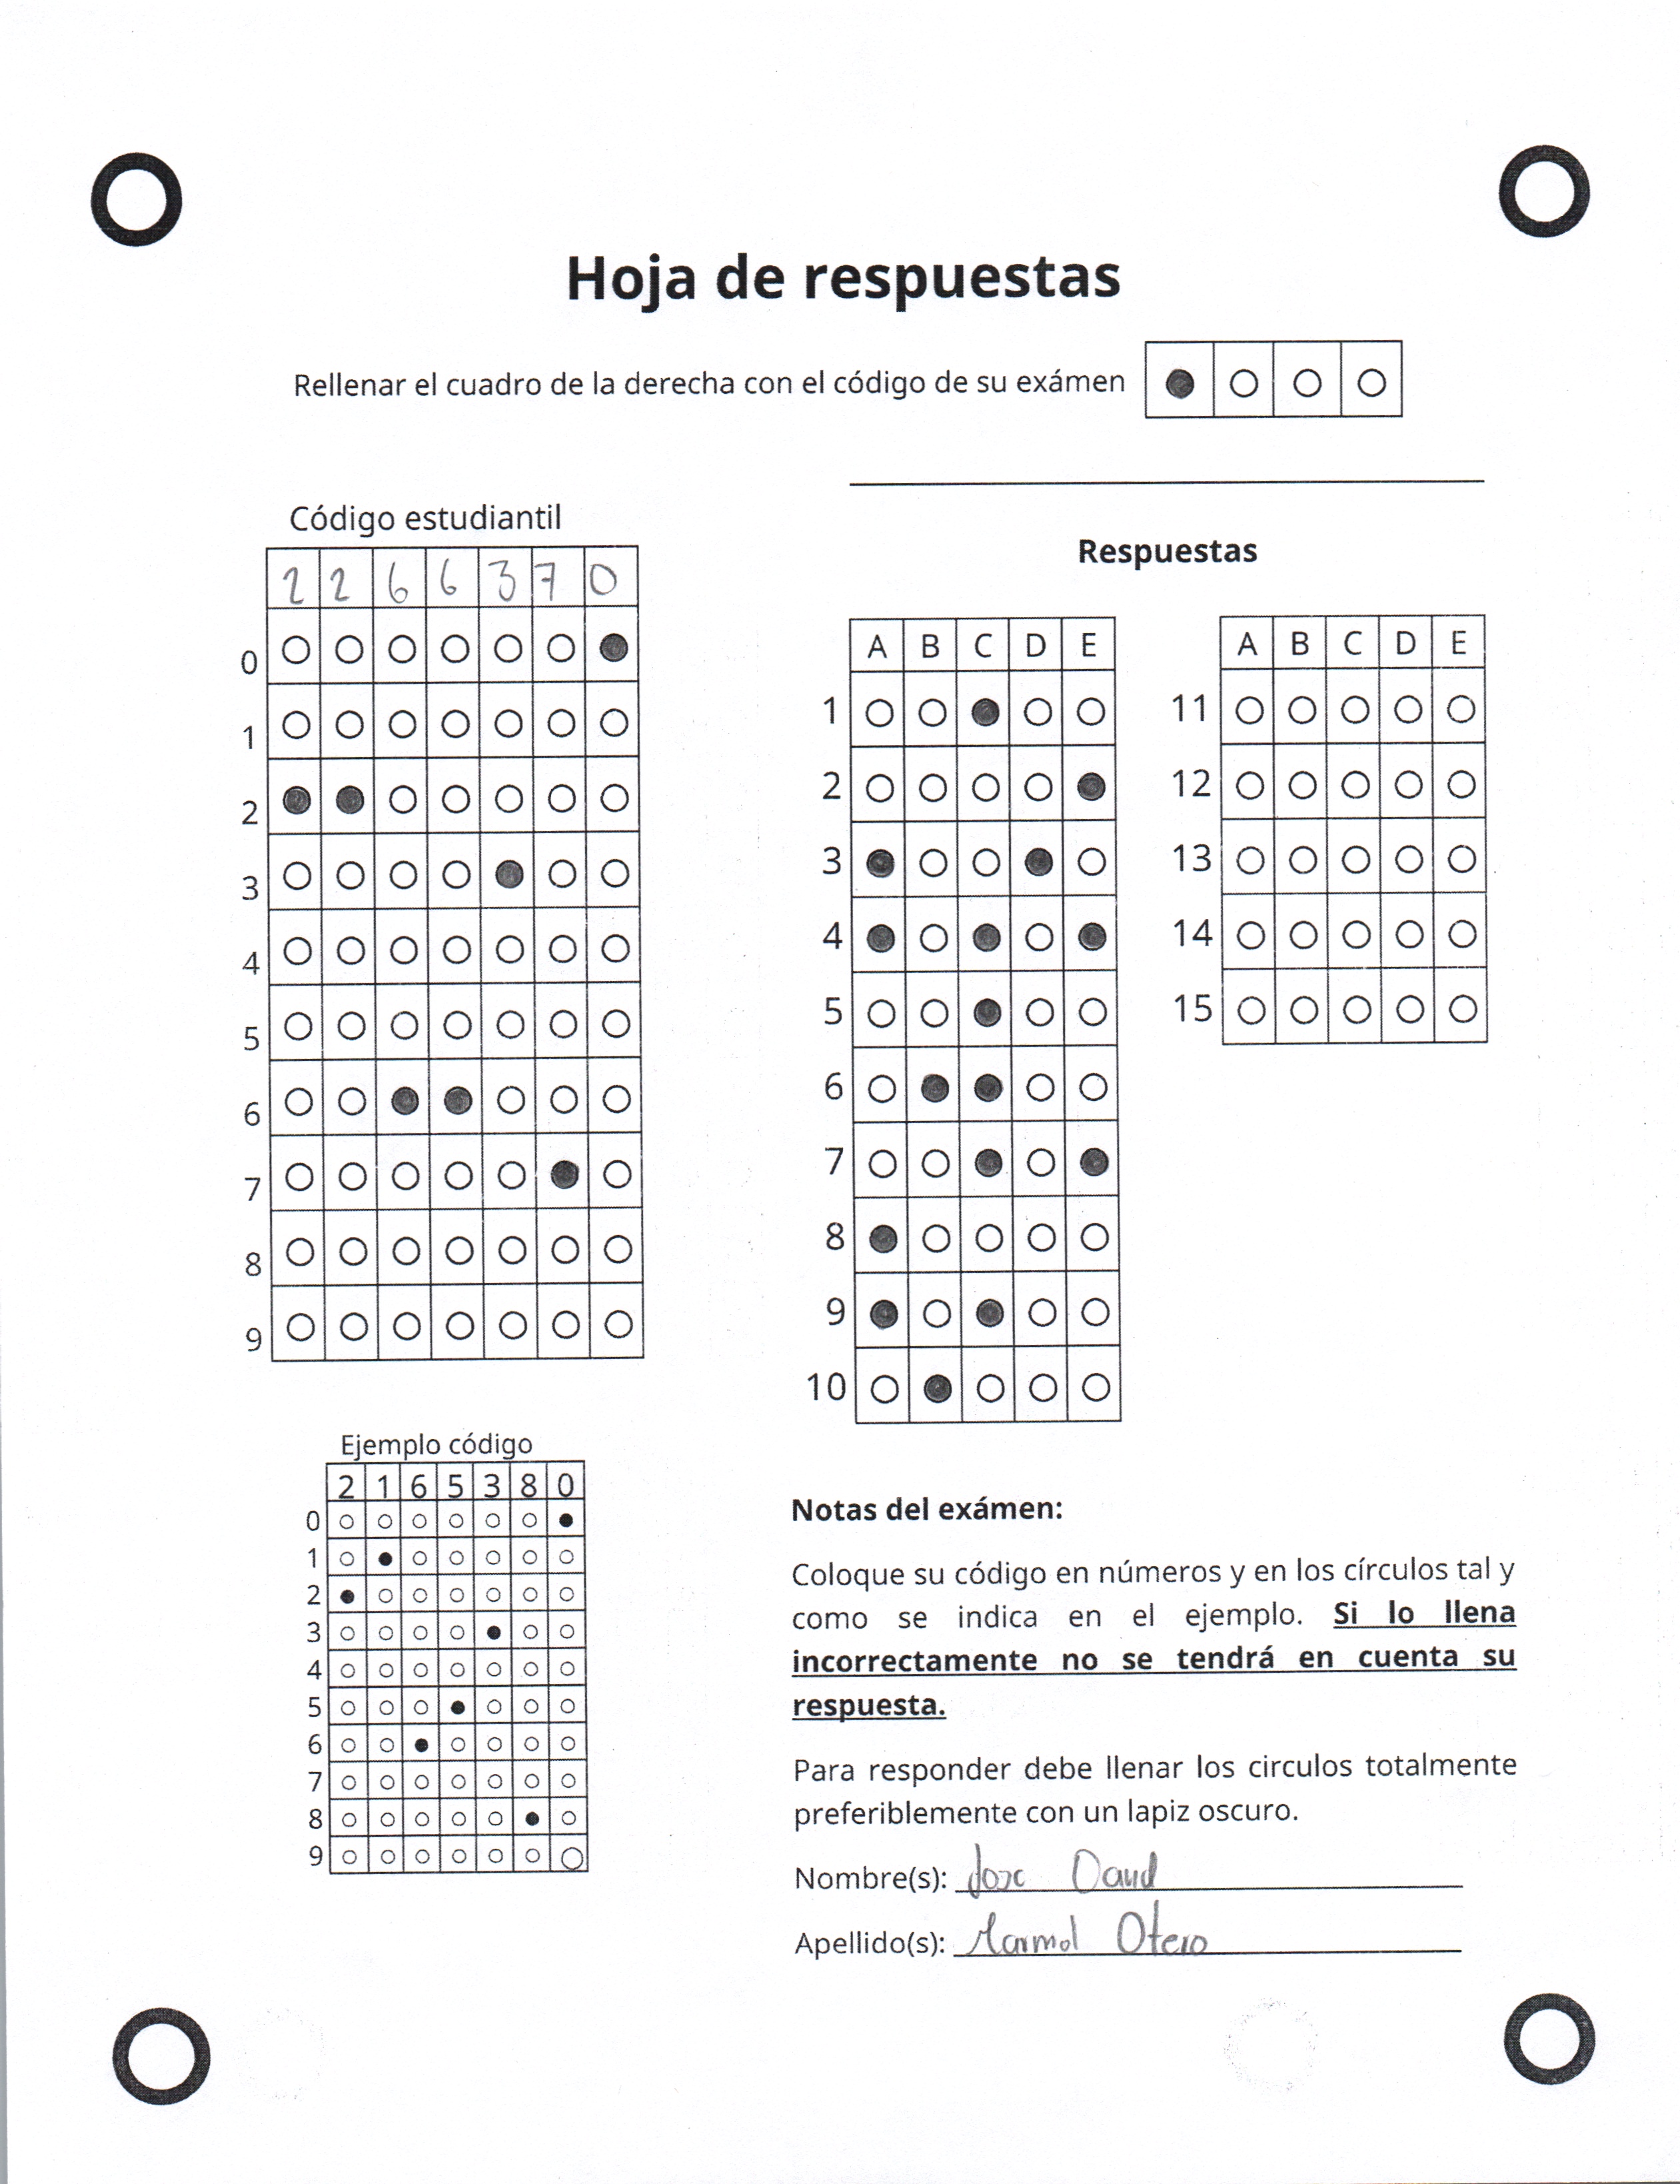 Hoja de respuestas
Rellenar el cuadro de la derecha con el código de su exámen
Código estudiantil
2 2 6 6 3 7 0
0
1
2
3
4
5
6
7
8
9
Respuestas
A B C D E
1
2
3
4
5
6
7
8
9
10
A B C D E
11
12
13
14
15
Ejemplo código
2 1 6 5 3 8 0
0
1
2
3
4
5
6
7
8
9
Notas del exámen:
Coloque su código en números y en los círculos tal y
como se indica en el ejemplo. Si lo llena
incorrectamente no se tendrá en cuenta su
respuesta.
Para responder debe llenar los circulos totalmente
preferiblemente con un lapiz oscuro.
Nombre(s): Jose David
Apellido(s): Marmol Otero